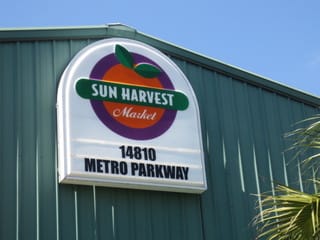 SUN HARVEST
Market
14810
METRO PARKWAY